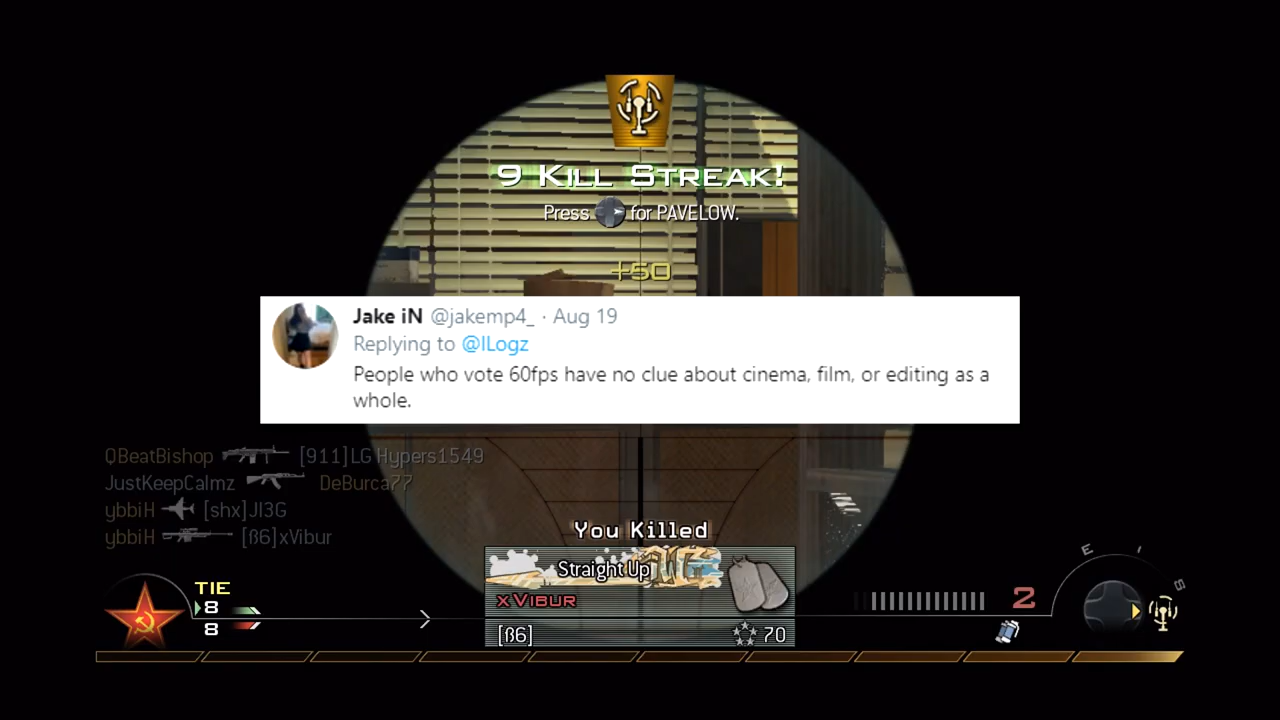 9 KILL STREAK!
Press for PAVELOW.
+50
Jake iN @jakemp4_ · Aug 19
Replying to @ILogz
People who vote 60fps have no clue about cinema, film, or editing as a
whole.
QBeatBishop [911]LG Hypers1549
JustKeepCalmz DeBurca77
ybbiH [shx]JI3G
ybbiH [ß6]xVibur
You Killed
Straight Up
xVIBUR
[ß6] 70
TIE
8
8
2
E I S